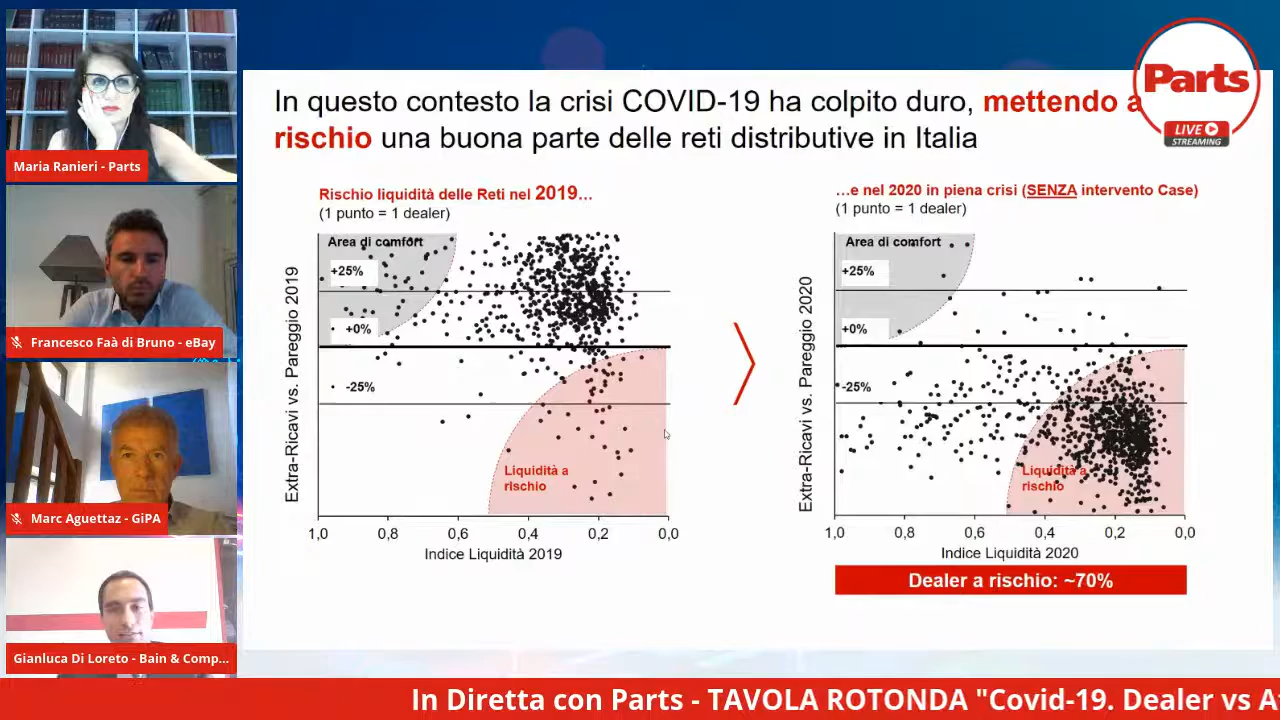 Maria Ranieri - Parts
Francesco Faà di Bruno - eBay
Marc Aguettaz - GiPA
Gianluca Di Loreto - Bain & Comp...
Parts
LIVE
STREAMING
In questo contesto la crisi COVID-19 ha colpito duro, mettendo a
rischio una buona parte delle reti distributive in Italia
Rischio liquidità delle Reti nel 2019...
(1 punto = 1 dealer)
Extra-Ricavi vs. Pareggio 2019
Area di comfort
+25%
+0%
-25%
Liquidità a
rischio
1,0 0,8 0,6 0,4 0,2 0,0
Indice Liquidità 2019
...e nel 2020 in piena crisi (SENZA intervento Case)
(1 punto = 1 dealer)
Extra-Ricavi vs. Pareggio 2020
Area di comfort
+25%
+0%
-25%
Liquidità a
rischio
1,0 0,8 0,6 0,4 0,2 0,0
Indice Liquidità 2020
Dealer a rischio: ~70%
In Diretta con Parts - TAVOLA ROTONDA "Covid-19. Dealer vs A